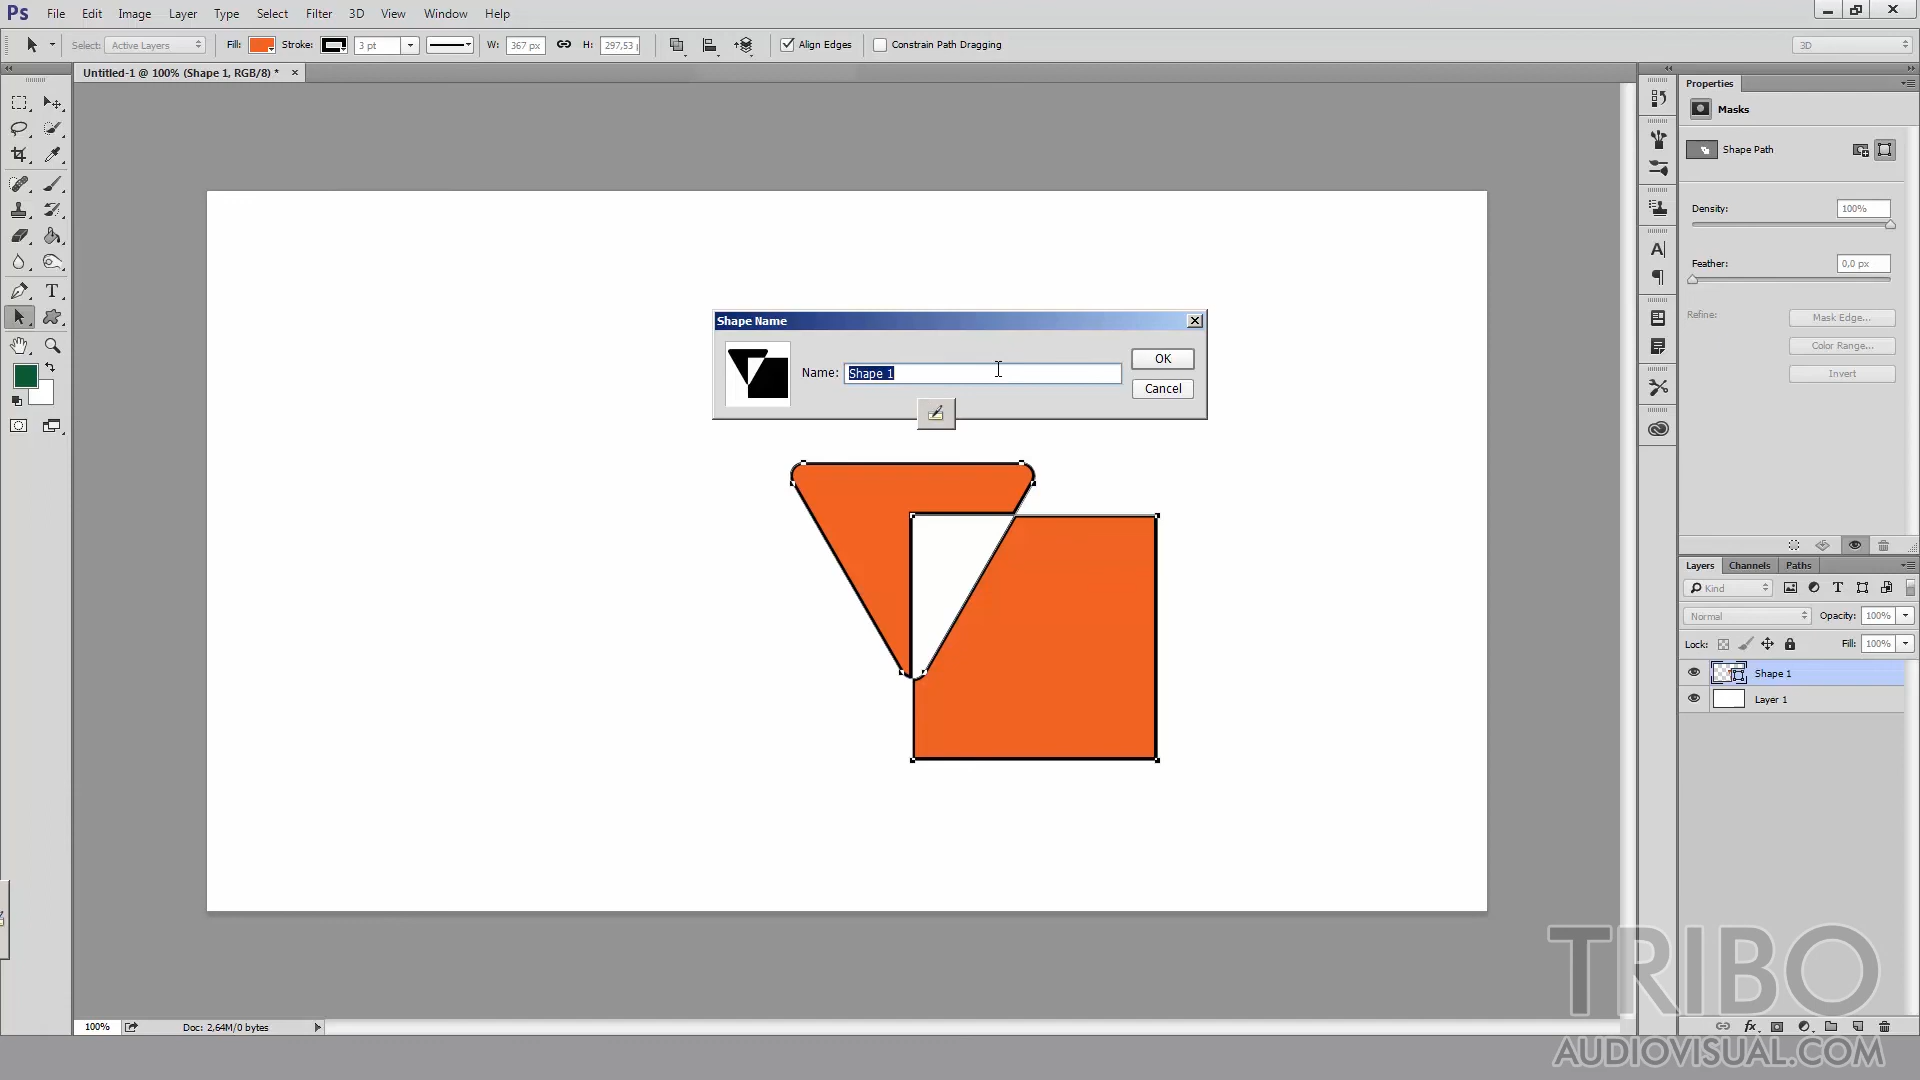 Ps File Edit Image Layer Type Select Filter 3D View Window Help
Select: Active Layers Fill: Stroke: 3 pt W: 367 px H: 297,53 Align Edges Constrain Path Dragging 3D
Untitled-1 @ 100% (Shape 1, RGB/8) *
Properties
Masks
Shape Path
Density: 100%
Feather: 0,0 px
Refine: Mask Edge...
Color Range...
Invert
Shape Name
Name: Shape 1
OK
Cancel
Layers Channels Paths
Kind
Normal Opacity: 100%
Lock: Fill: 100%
Shape 1
Layer 1
100% Doc: 2,64M/0 bytes
TRIBO
AUDIOVISUAL.COM